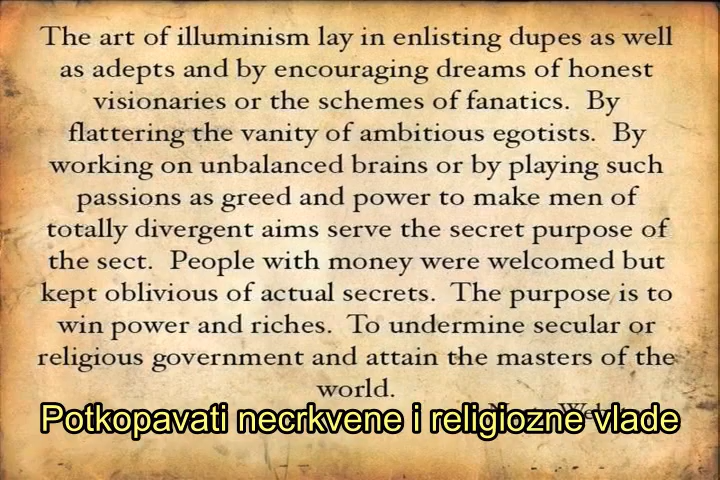 The art of illuminism lay in enlisting dupes as well
as adepts and by encouraging dreams of honest
visionaries or the schemes of fanatics.  By
flattering the vanity of ambitious egotists.  By
working on unbalanced brains or by playing such
passions as greed and power to make men of
totally divergent aims serve the secret purpose of
the sect.  People with money were welcomed but
kept oblivious of actual secrets.  The purpose is to
win power and riches.  To undermine secular or
religious government and attain the masters of the
world.
Potkopavati necrkvene i religiozne vlade